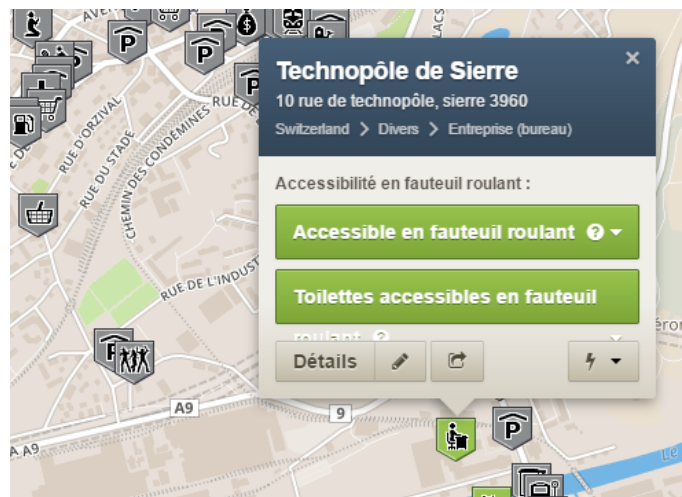 Technopôle de Sierre
10 rue de technopôle, sierre 3960
Switzerland > Divers > Entreprise (bureau)
Accessibilité en fauteuil roulant :
Accessible en fauteuil roulant
Toilettes accessibles en fauteuil
roulant
Détails
RUE D'ORZIVAL
RUE DU STADE
CHEMIN DES CONDEMINES
RUE DE L'INDUST
A9
9
A A9
P
P
P
P
P
Le